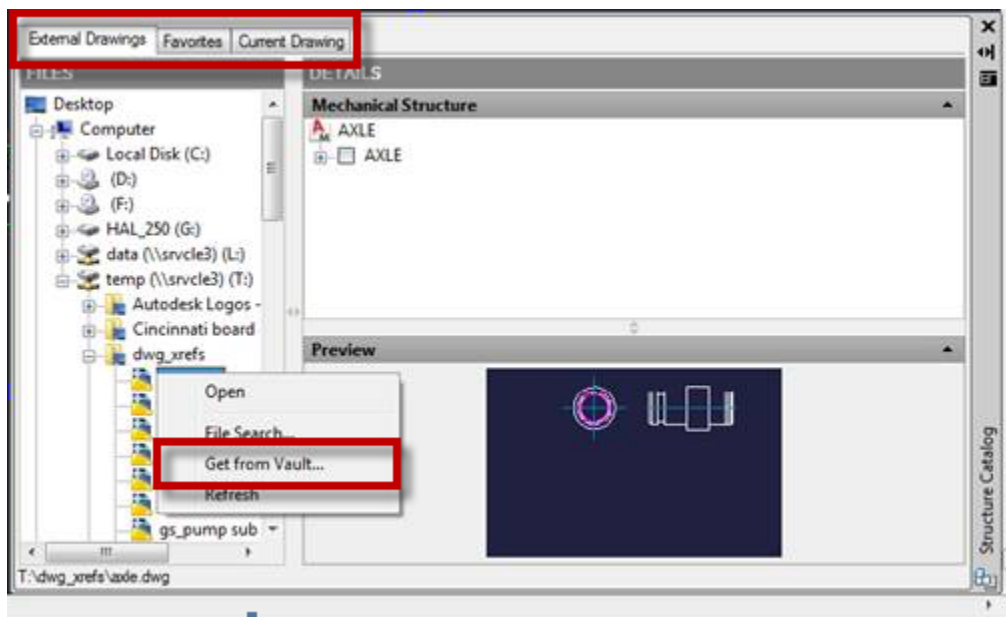 External Drawings Favorites Current Drawing
FILES
Desktop
Computer
Local Disk (C:)
(D:)
(F:)
HAL_250 (G:)
data (\\srvcle3) (L:)
temp (\\srvcle3) (T:)
Autodesk Logos -
Cincinnati board
dwg_xrefs
gs_pump sub
Open
File Search...
Get from Vault...
Refresh
T:\dwg_xrefs\axle.dwg
DETAILS
Mechanical Structure
AXLE
AXLE
Preview
Structure Catalog